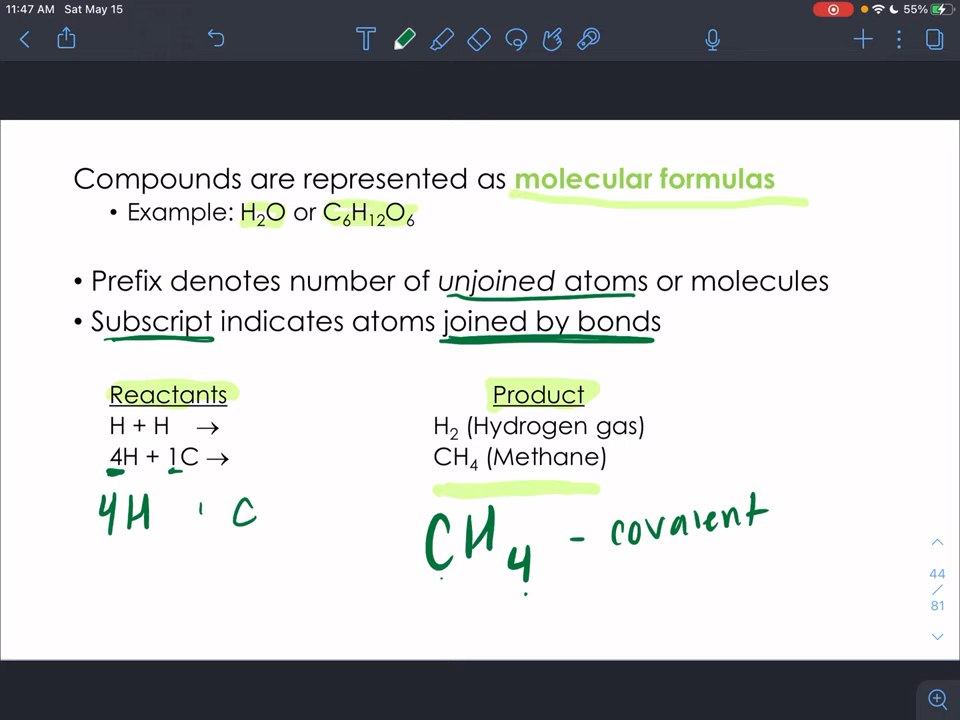 11:47 AM Sat May 15 55%
Compounds are represented as molecular formulas
• Example: H₂O or C₆H₁₂O₆
• Prefix denotes number of unjoined atoms or molecules
• Subscript indicates atoms joined by bonds
Reactants Product
H + H → H₂ (Hydrogen gas)
4H + 1C → CH₄ (Methane)
4H C CH₄ - covalent
44
/
81